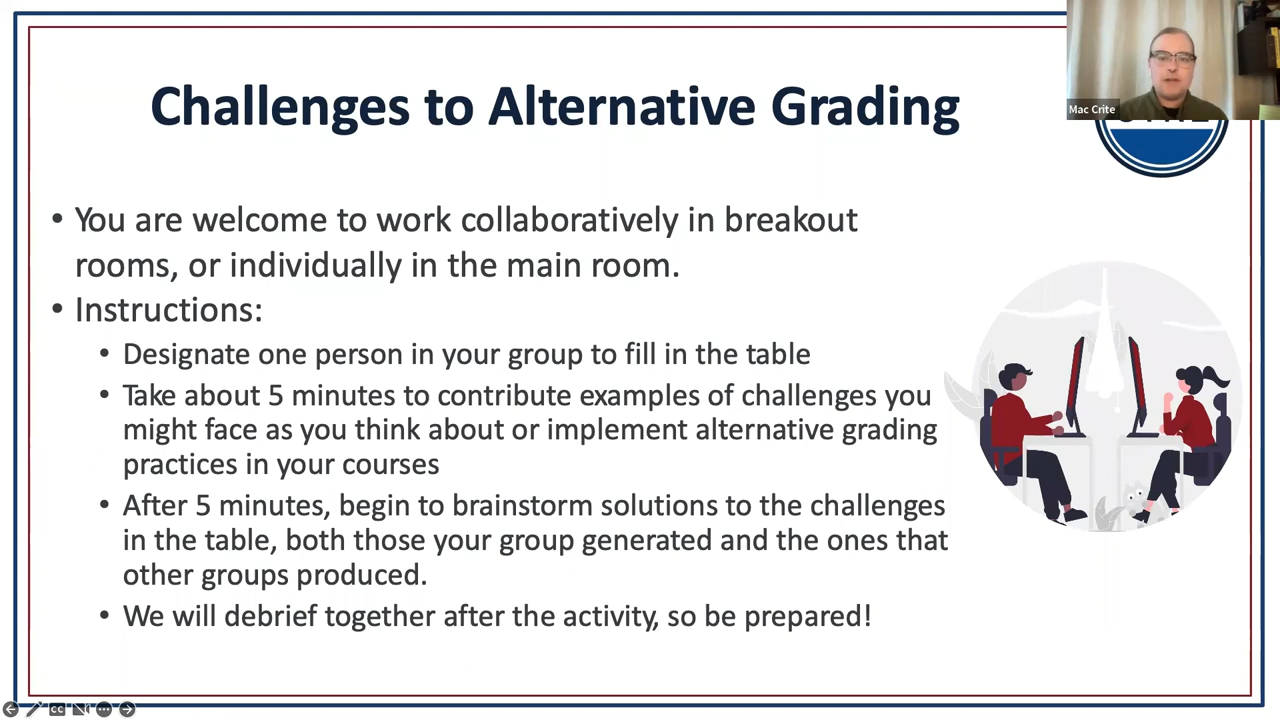 Challenges to Alternative Grading
Mac Crite
• You are welcome to work collaboratively in breakout
rooms, or individually in the main room.
• Instructions:
• Designate one person in your group to fill in the table
• Take about 5 minutes to contribute examples of challenges you
might face as you think about or implement alternative grading
practices in your courses
• After 5 minutes, begin to brainstorm solutions to the challenges
in the table, both those your group generated and the ones that
other groups produced.
• We will debrief together after the activity, so be prepared!
CC